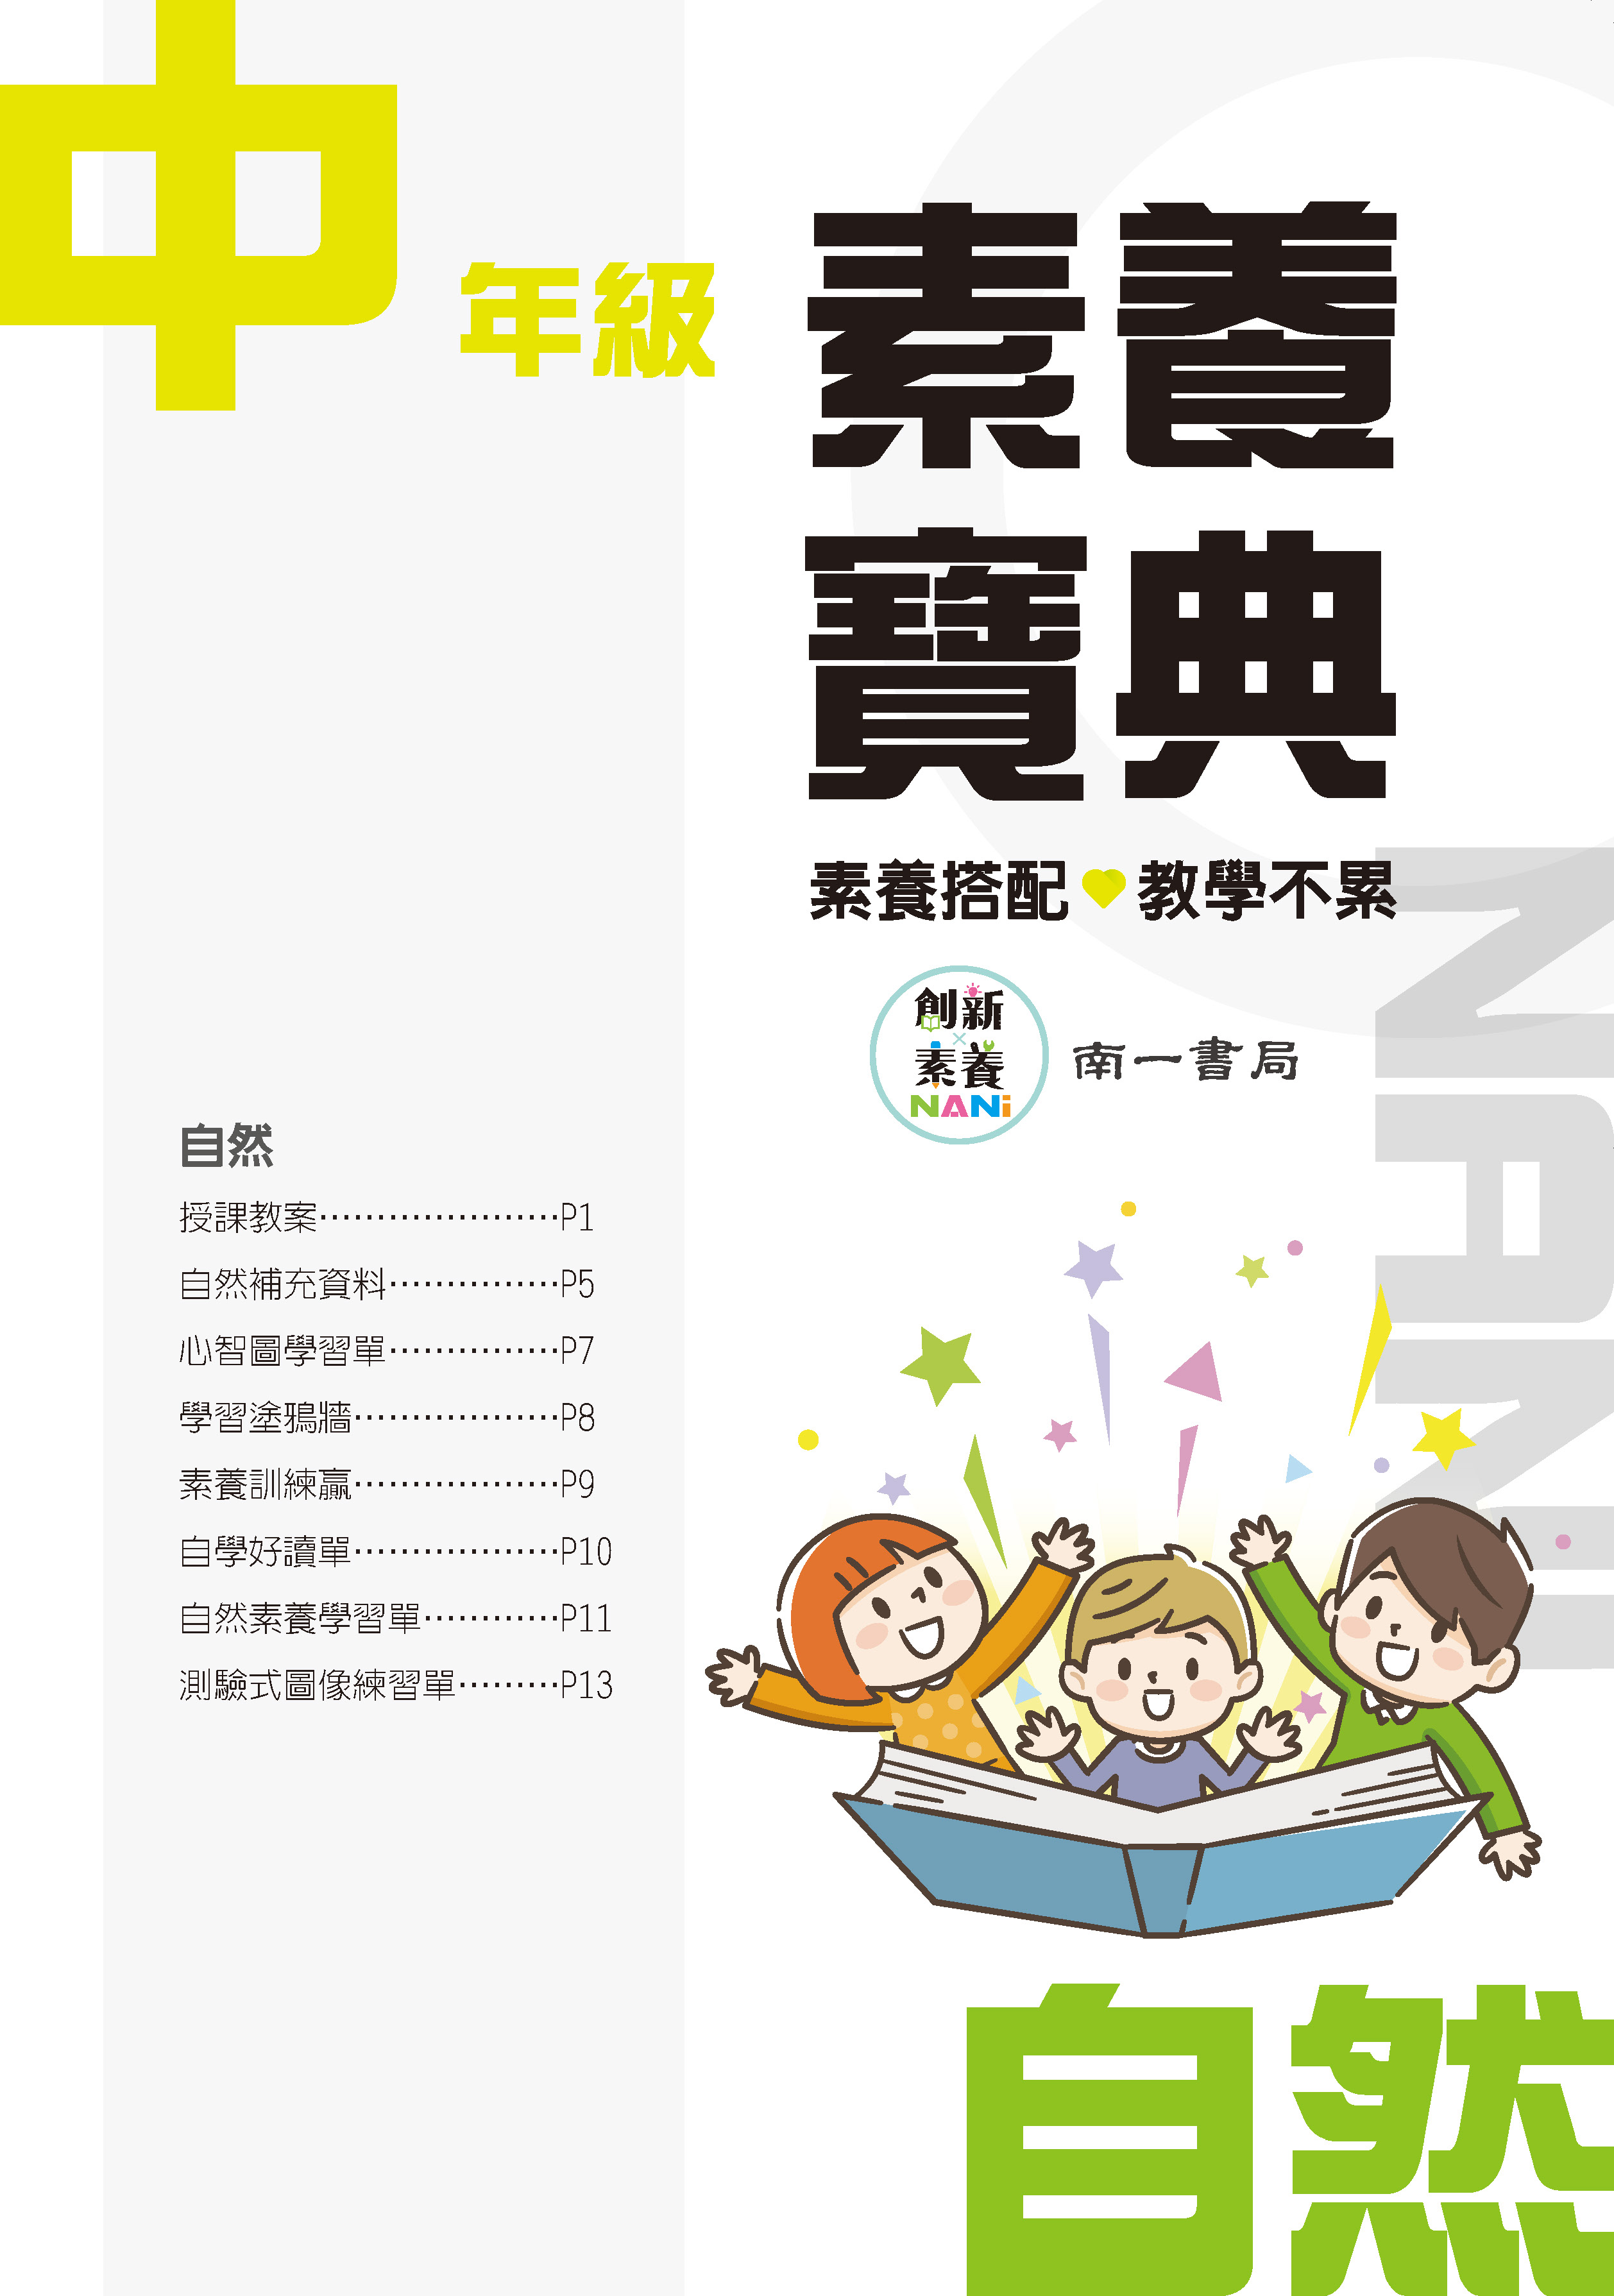 中年級
素養
寶典
素養搭配 教學不累
創新
×
素養
NANi
南一書局
NANi
自然
授課教案·····················P1
自然補充資料···············P5
心智圖學習單···············P7
學習塗鴉牆··················P8
素養訓練贏··················P9
自學好讀單··················P10
自然素養學習單············P11
測驗式圖像練習單·········P13
自然